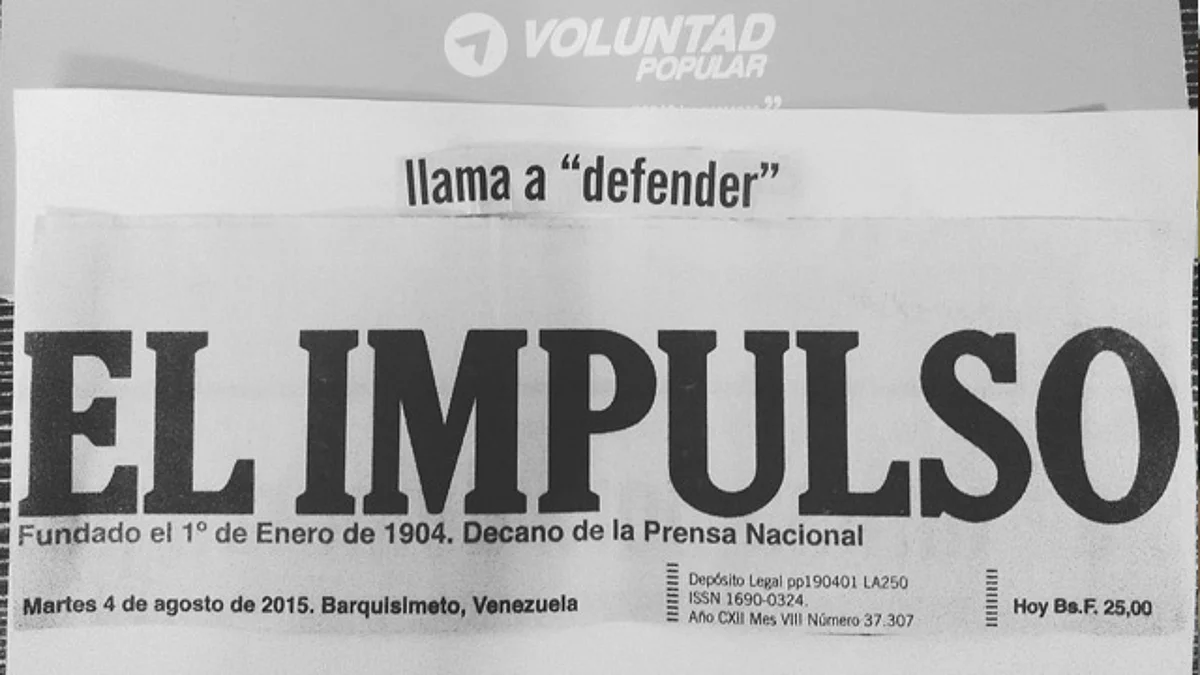 VOLUNTAD
POPULAR
llama a “defender”
EL IMPULSO
Fundado el 1º de Enero de 1904. Decano de la Prensa Nacional
Martes 4 de agosto de 2015. Barquisimeto, Venezuela
Depósito Legal pp190401 LA250
ISSN 1690-0324.
Año CXII Mes VIII Número 37.307
Hoy Bs.F. 25,00